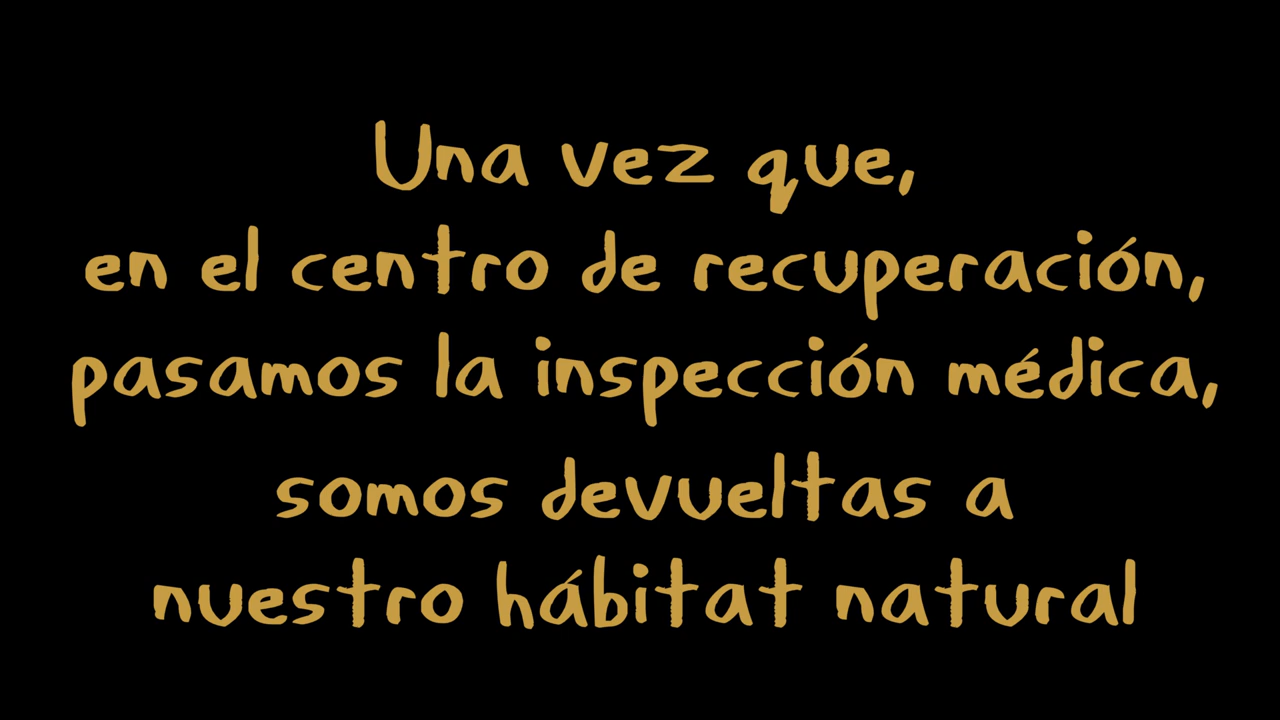 Una vez que,
en el centro de recuperación,
pasamos la inspección médica,
somos devueltas a
nuestro hábitat natural